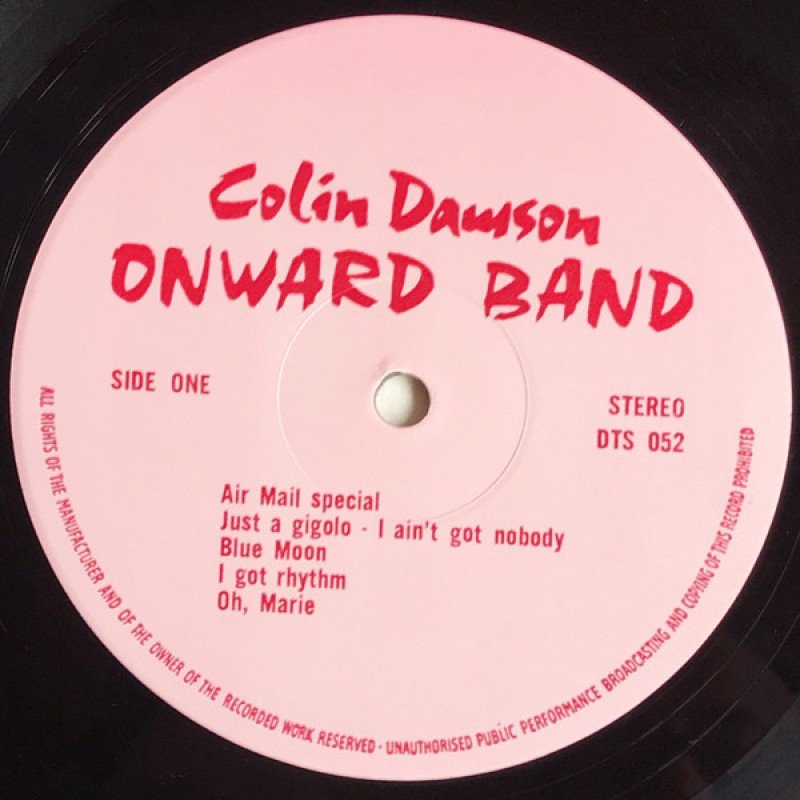 Colin Dawson
ONWARD BAND
SIDE ONE
STEREO
DTS 052
Air Mail special
Just a gigolo - I ain't got nobody
Blue Moon
I got rhythm
Oh, Marie
ALL RIGHTS OF THE MANUFACTURER AND OF THE OWNER OF THE RECORDED WORK RESERVED · UNAUTHORISED PUBLIC PERFORMANCE BROADCASTING AND COPYING OF THIS RECORD PROHIBITED